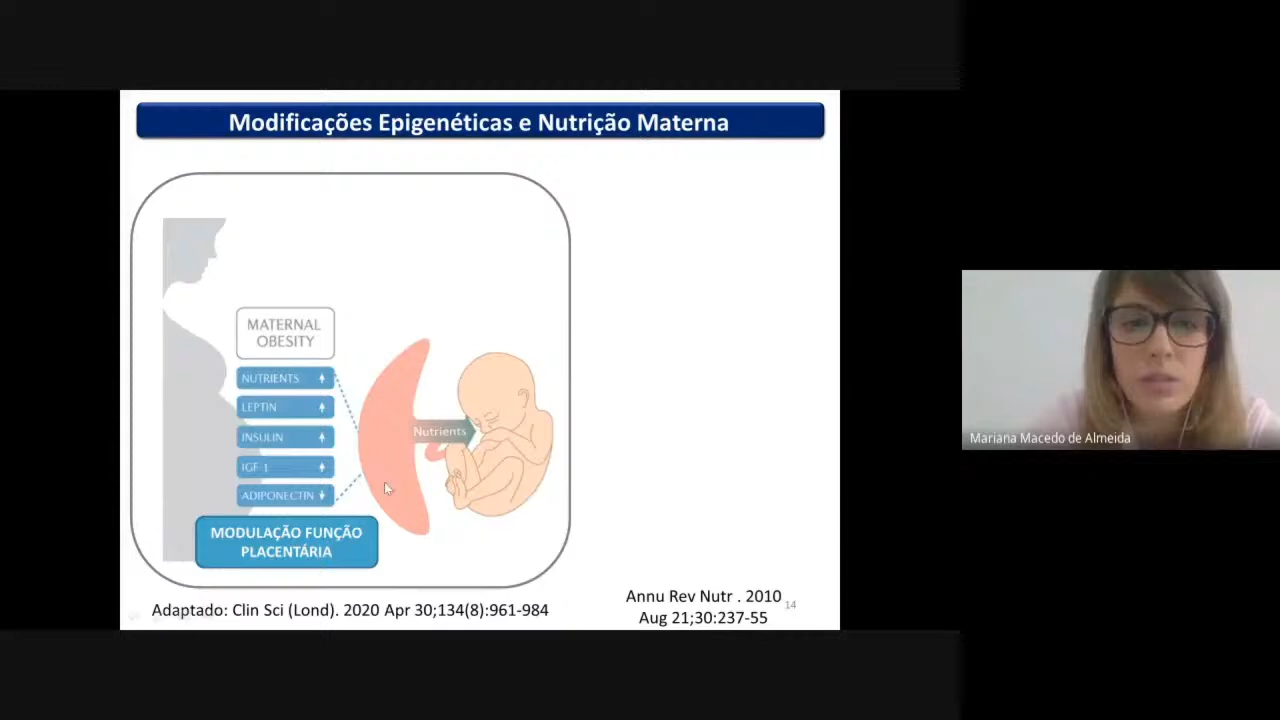 Modificações Epigenéticas e Nutrição Materna
MATERNAL
OBESITY
NUTRIENTS
LEPTIN
INSULIN
IGF-1
ADIPONECTIN
Nutrients
MODULAÇÃO FUNÇÃO
PLACENTÁRIA
Adaptado: Clin Sci (Lond). 2020 Apr 30;134(8):961-984
Annu Rev Nutr . 2010
Aug 21;30:237-55
14
Mariana Macedo de Almeida